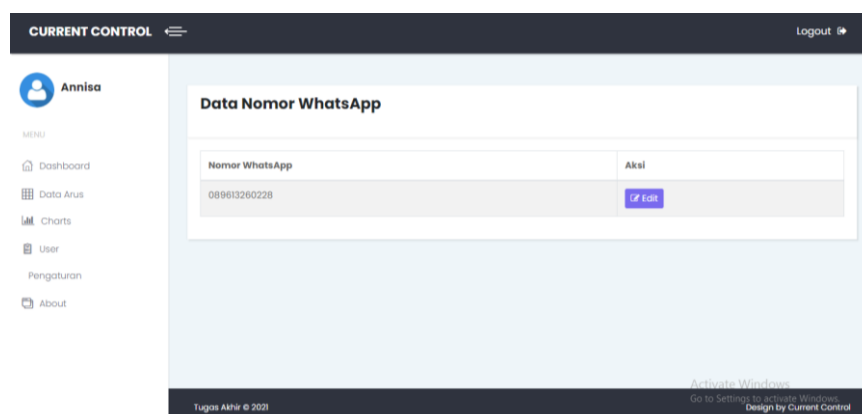 CURRENT CONTROL
Logout
Annisa
MENU
Dashboard
Data Arus
Charts
User
Pengaturan
About
Data Nomor WhatsApp
Nomor WhatsApp Aksi
089613260228 Edit
Activate Windows
Go to Settings to activate Windows.
Tugas Akhir © 2021 Design by Current Control